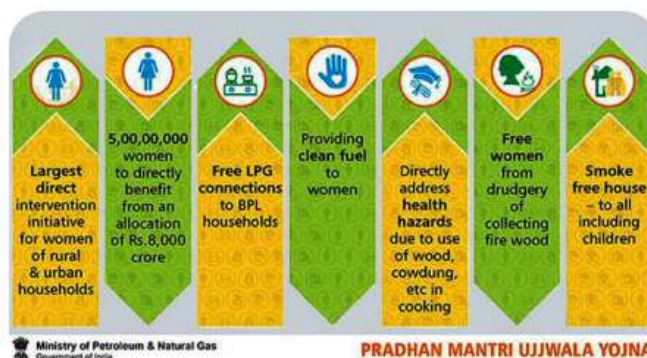 Largest
direct
intervention
initiative
for women
of rural
& urban
households
5,00,00,000
women
to directly
benefit
from an
allocation
of Rs.8,000
crore
Free LPG
connections
to BPL
households
Providing
clean fuel
to
women
Directly
address
health
hazards
due to use
of wood,
cowdung,
etc in
cooking
Free
women
from
drudgery
of
collecting
fire wood
Smoke
free house
– to all
including
children
Ministry of Petroleum & Natural Gas
Government of India
PRADHAN MANTRI UJJWALA YOJNA